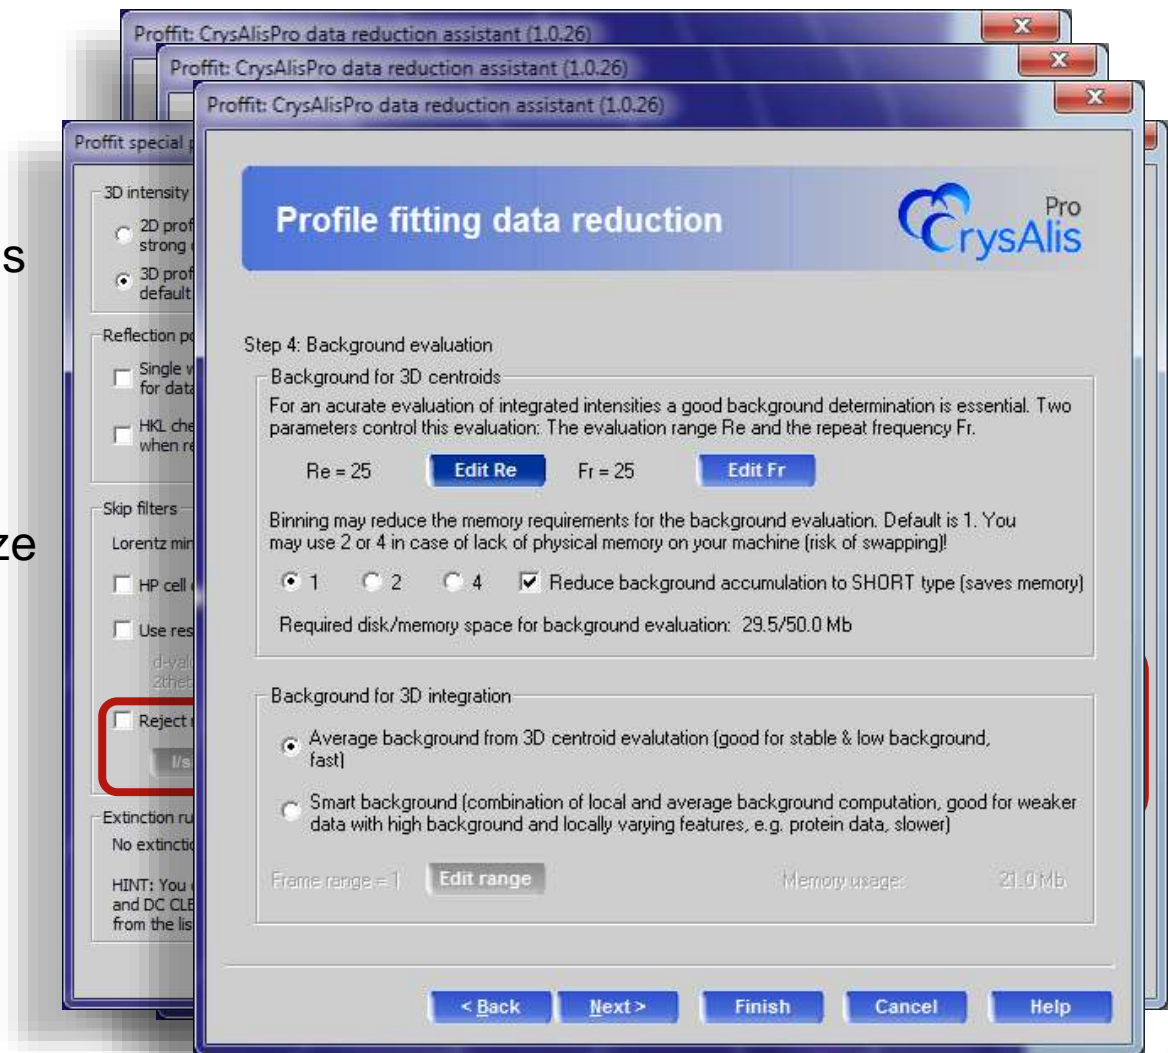 Proffit: CrysAlisPro data reduction assistant (1.0.26)
Proffit: CrysAlisPro data reduction assistant (1.0.26)
Proffit: CrysAlisPro data reduction assistant (1.0.26)
Proffit special
3D intensity
2D prof
strong
3D prof
default
Reflection po
Single
for data
HKL che
when re
Skip filters
Lorentz min
HP cell
Use res
d-valu
2thet
Reject
I/s
Extinction ru
No extinctio
HINT: You
and DC CLE
from the lis
s
ze
Profile fitting data reduction
CrysAlis Pro
Step 4: Background evaluation
Background for 3D centroids
For an acurate evaluation of integrated intensities a good background determination is essential. Two
parameters control this evaluation: The evaluation range Re and the repeat frequency Fr.
Re = 25 Edit Re Fr = 25 Edit Fr
Binning may reduce the memory requirements for the background evaluation. Default is 1. You
may use 2 or 4 in case of lack of physical memory on your machine (risk of swapping)!
1 2 4 Reduce background accumulation to SHORT type (saves memory)
Required disk/memory space for background evaluation: 29.5/50.0 Mb
Background for 3D integration
Average background from 3D centroid evalutation (good for stable & low background,
fast)
Smart background (combination of local and average background computation, good for weaker
data with high background and locally varying features, e.g. protein data, slower)
Frame range = 1 Edit range Memory usage: 21.0 Mb
< Back Next > Finish Cancel Help